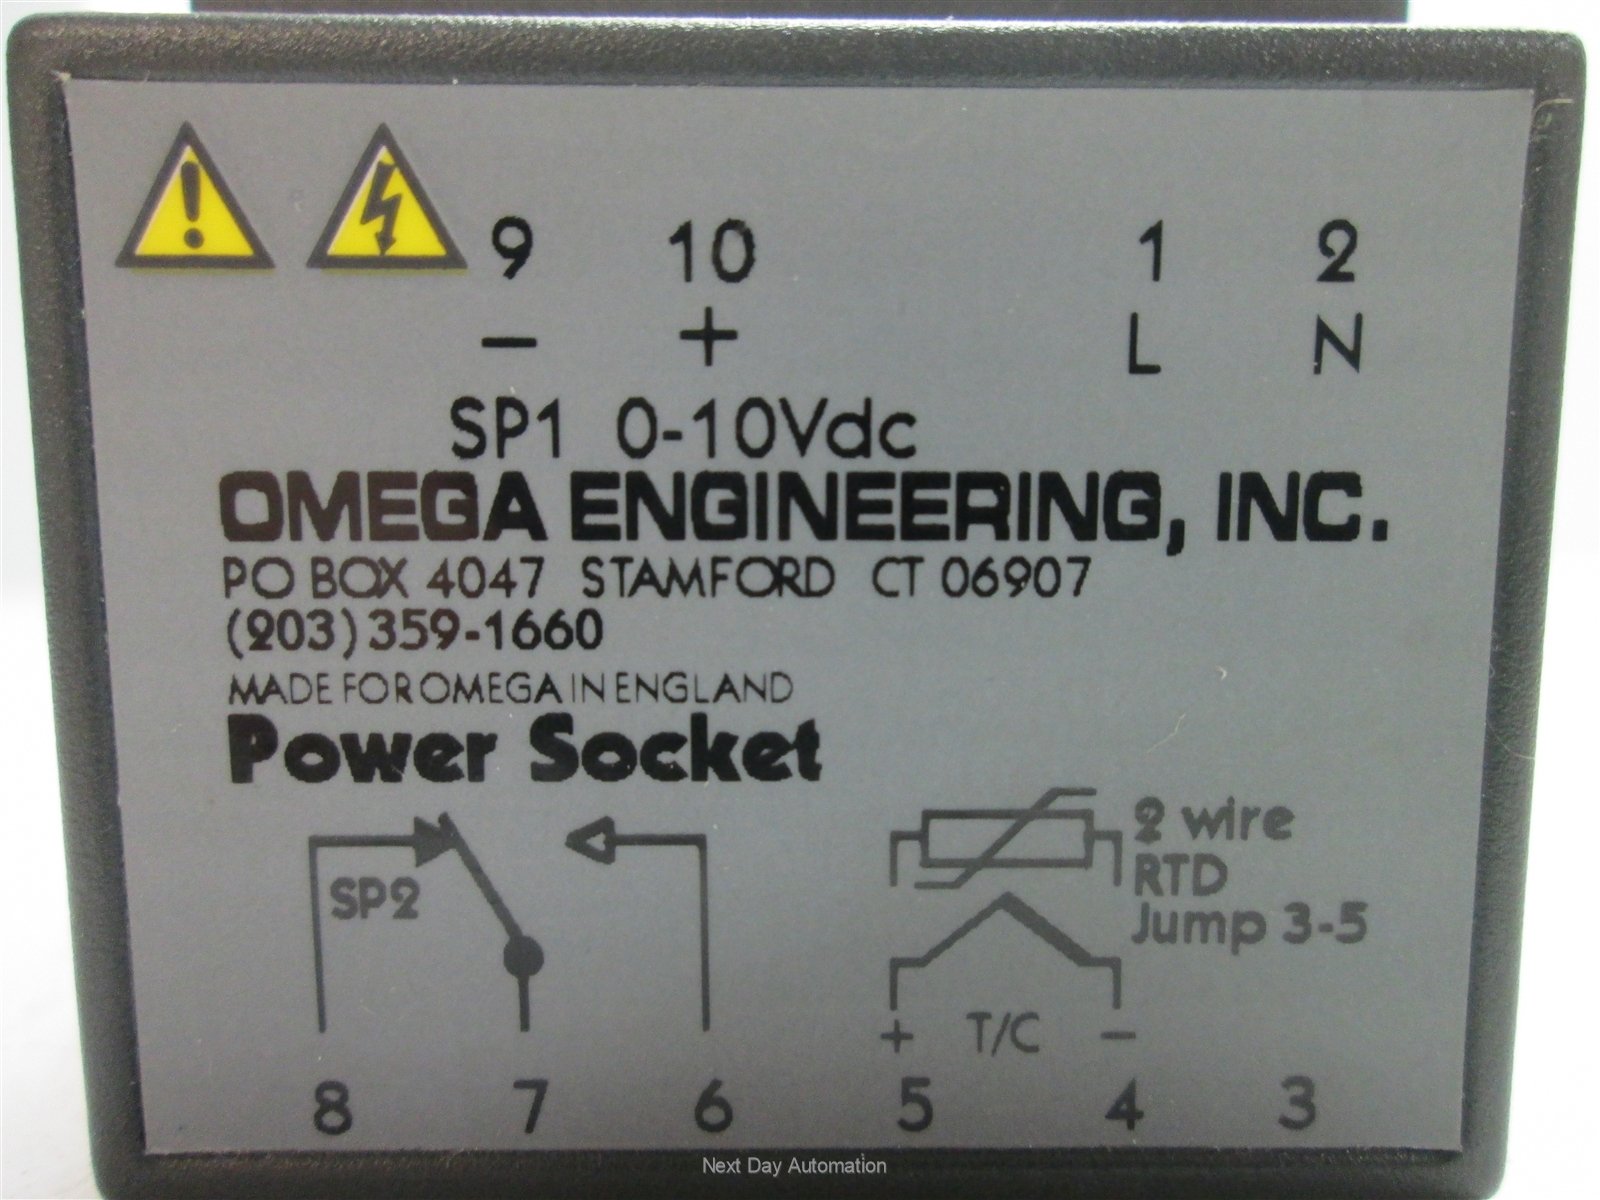 9 10 1 2
− + L N
SP1 0-10Vdc
OMEGA ENGINEERING, INC.
PO BOX 4047 STAMFORD CT 06907
(203) 359-1660
MADE FOR OMEGA IN ENGLAND
Power Socket
2 wire
RTD
Jump 3-5
SP2
+ T/C −
8 7 6 5 4 3
Next Day Automation